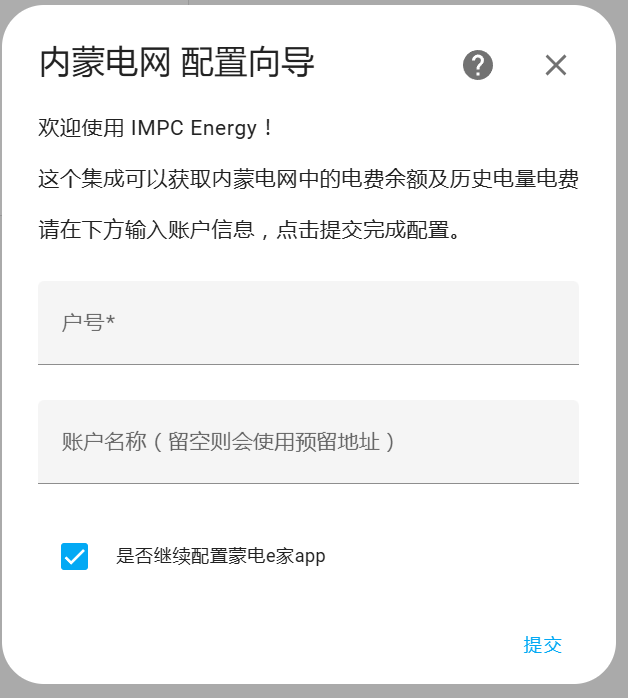 内蒙电网 配置向导
欢迎使用 IMPC Energy！
这个集成可以获取内蒙电网中的电费余额及历史电量电费
请在下方输入账户信息，点击提交完成配置。
户号*
账户名称（留空则会使用预留地址）
是否继续配置蒙电e家app
提交